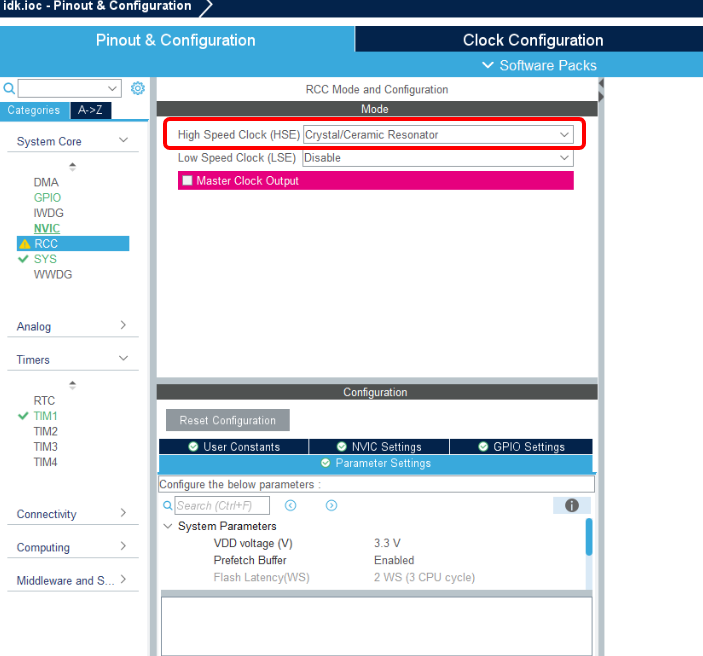 idk.ioc - Pinout & Configuration
Pinout & Configuration
Clock Configuration
Software Packs
Categories
A->Z
System Core
DMA
GPIO
IWDG
NVIC
RCC
SYS
WWDG
Analog
Timers
RTC
TIM1
TIM2
TIM3
TIM4
Connectivity
Computing
Middleware and S...
RCC Mode and Configuration
Mode
High Speed Clock (HSE) Crystal/Ceramic Resonator
Low Speed Clock (LSE) Disable
Master Clock Output
Configuration
Reset Configuration
User Constants
NVIC Settings
GPIO Settings
Parameter Settings
Configure the below parameters :
Search (Ctrl+F)
System Parameters
VDD voltage (V) 3.3 V
Prefetch Buffer Enabled
Flash Latency(WS) 2 WS (3 CPU cycle)